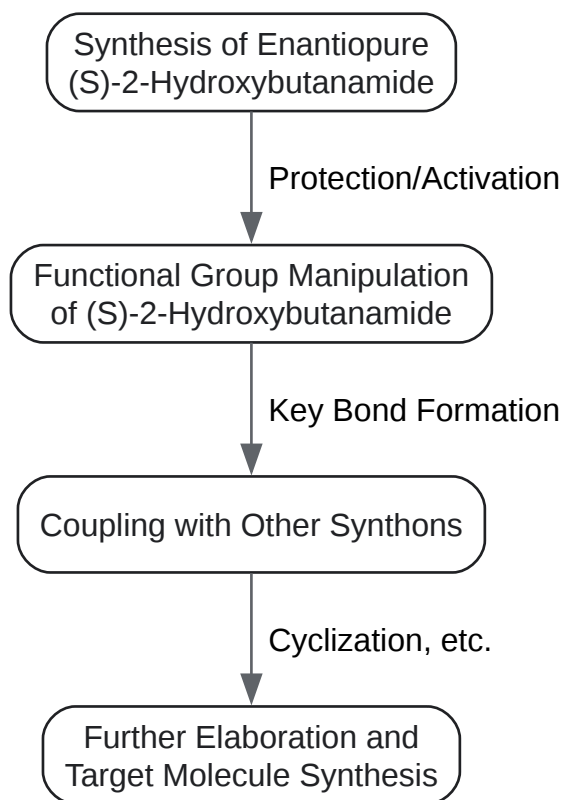 Synthesis of Enantiopure
(S)-2-Hydroxybutanamide
Protection/Activation
Functional Group Manipulation
of (S)-2-Hydroxybutanamide
Key Bond Formation
Coupling with Other Synthons
Cyclization, etc.
Further Elaboration and
Target Molecule Synthesis